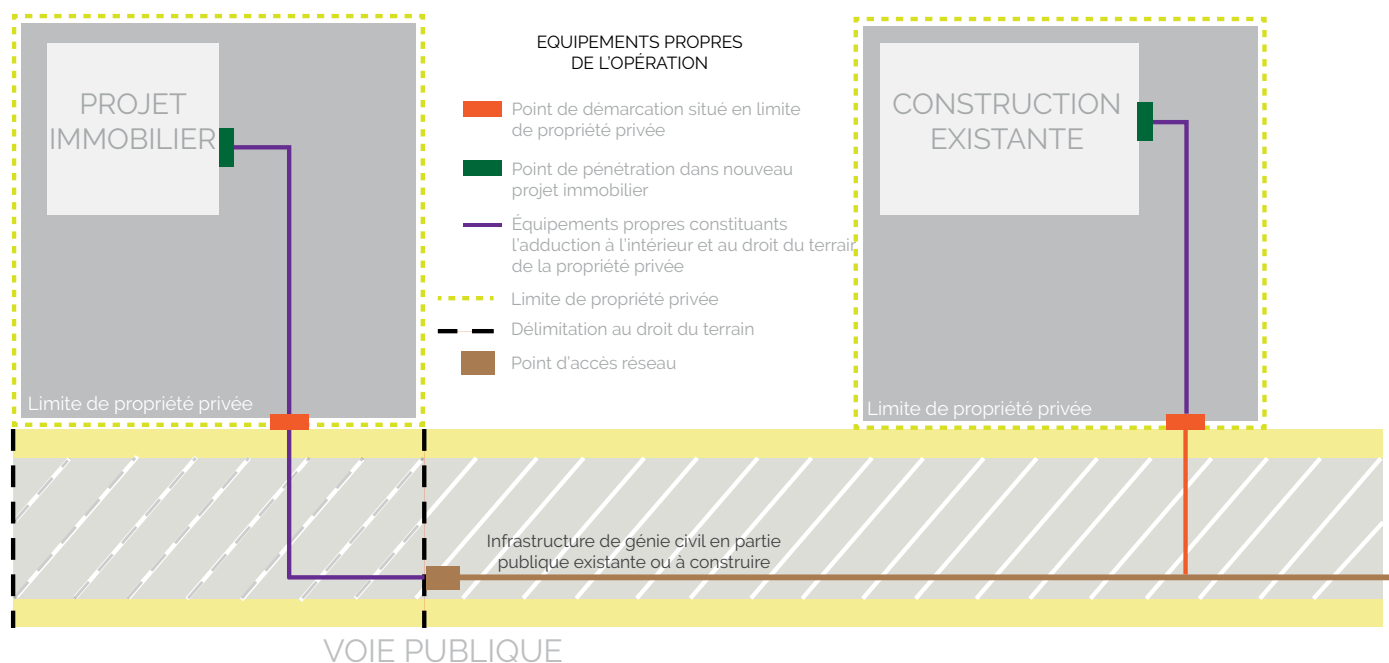 PROJET
IMMOBILIER
Limite de propriété privée
EQUIPEMENTS PROPRES
DE L'OPÉRATION
Point de démarcation situé en limite
de propriété privée
Point de pénétration dans nouveau
projet immobilier
Équipements propres constituants
l'adduction à l'intérieur et au droit du terrain
de la propriété privée
Limite de propriété privée
Délimitation au droit du terrain
Point d'accès réseau
CONSTRUCTION
EXISTANTE
Limite de propriété privée
Infrastructure de génie civil en partie
publique existante ou à construire
VOIE PUBLIQUE